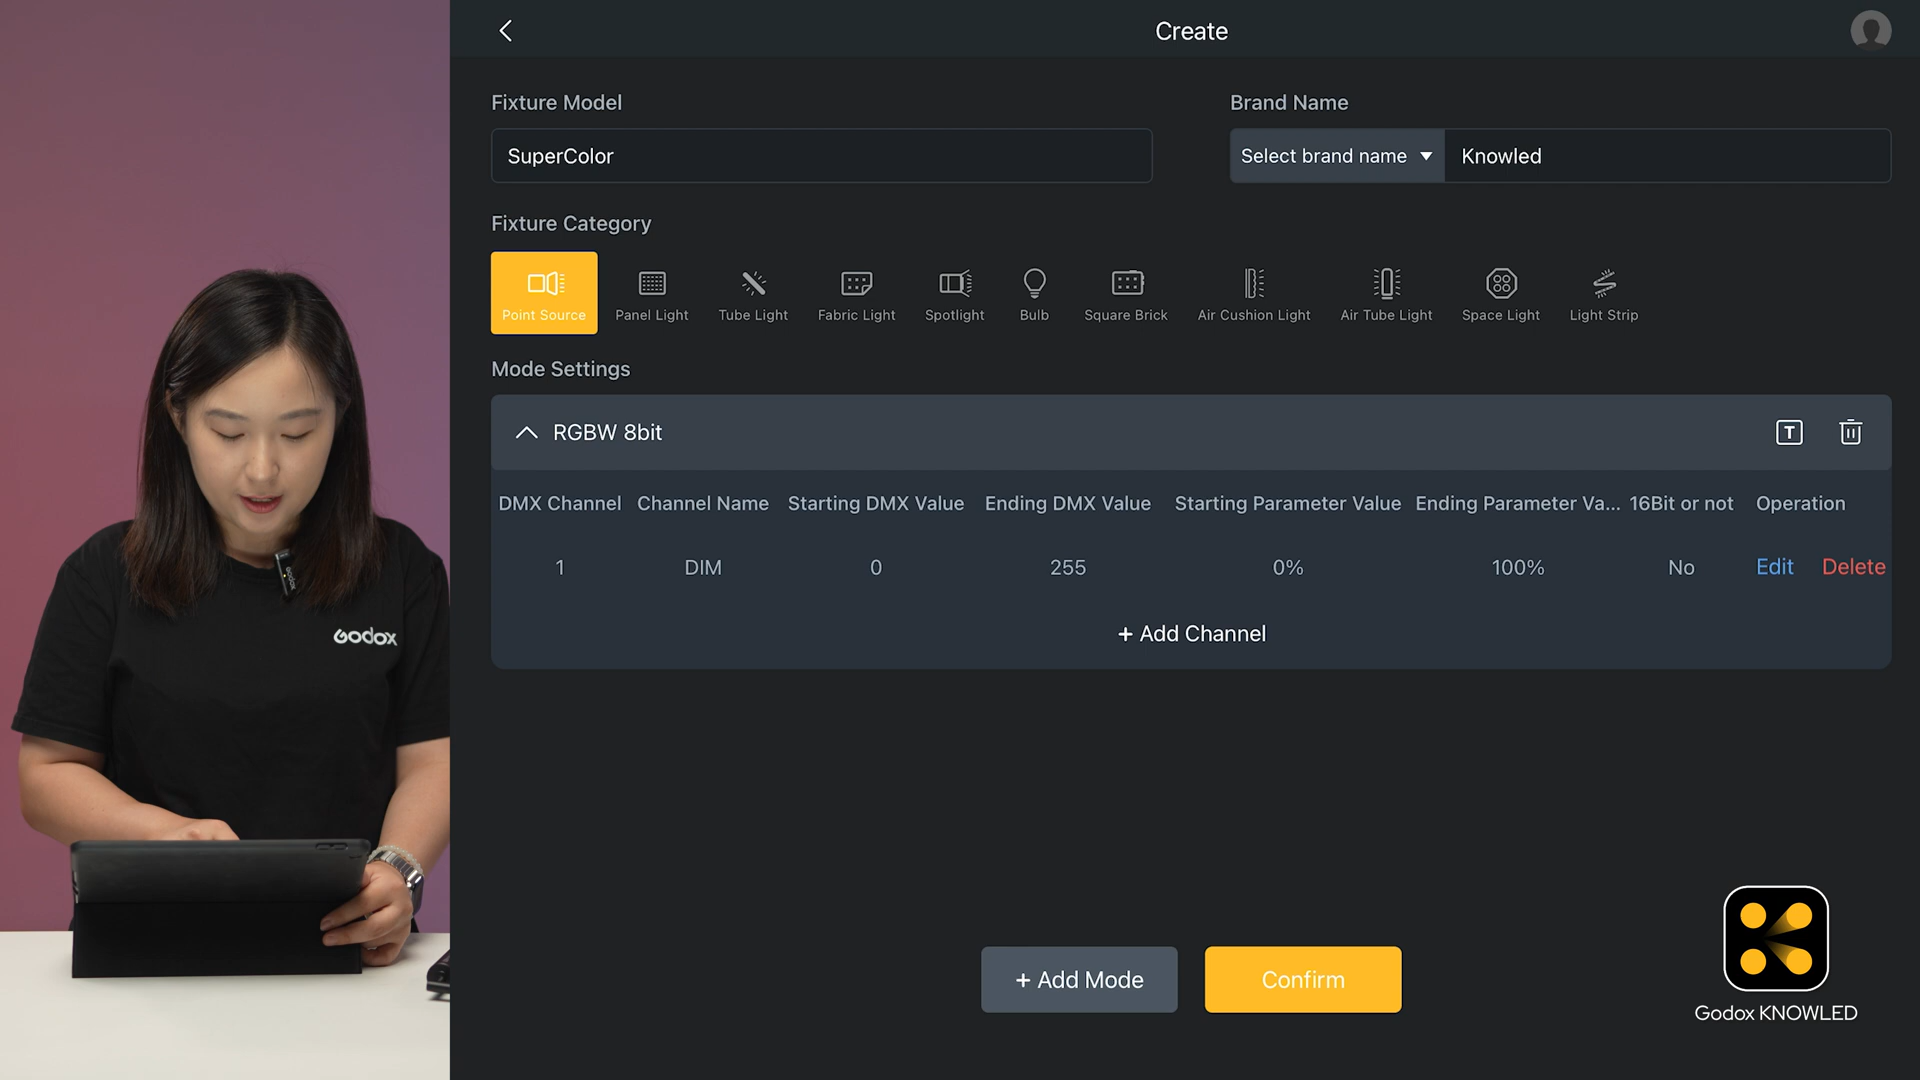 Create
Fixture Model
Brand Name
SuperColor
Select brand name
Knowled
Fixture Category
Point Source
Panel Light
Tube Light
Fabric Light
Spotlight
Bulb
Square Brick
Air Cushion Light
Air Tube Light
Space Light
Light Strip
Mode Settings
RGBW 8bit
T
DMX Channel Channel Name Starting DMX Value Ending DMX Value Starting Parameter Value Ending Parameter Va... 16Bit or not Operation
1 DIM 0 255 0% 100% No Edit Delete
+ Add Channel
+ Add Mode
Confirm
Godox KNOWLED
Godox
Godox